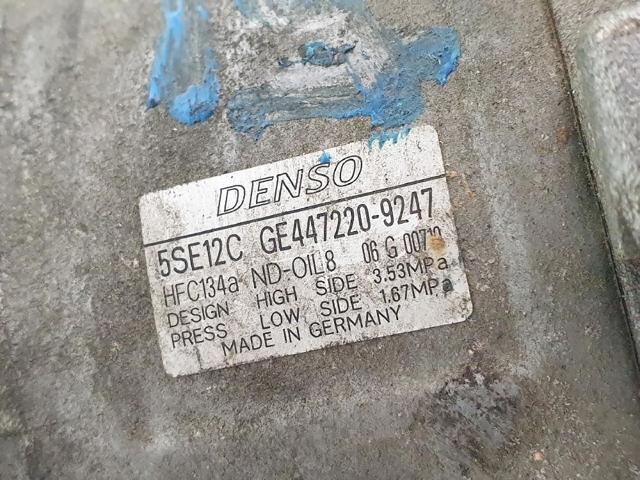 DENSO
5SE12C GE447220-9247
HFC134a ND-OIL8 06 G
DESIGN HIGH SIDE 3.53MPa
PRESS LOW SIDE 1.67MPa
MADE IN GERMANY